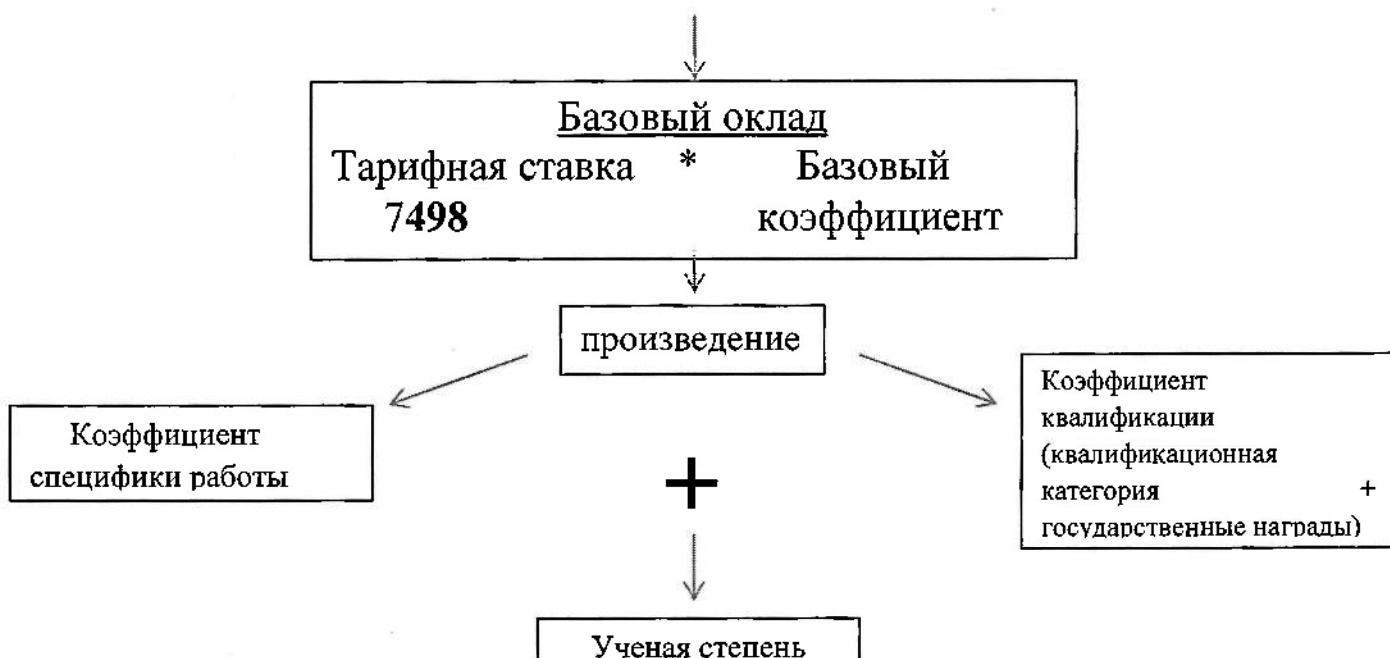 Базовый оклад
Тарифная ставка * Базовый
7498 коэффициент
произведение
Коэффициент
специфики работы
+
Коэффициент
квалификации
(квалификационная
категория +
государственные награды)
Ученая степень